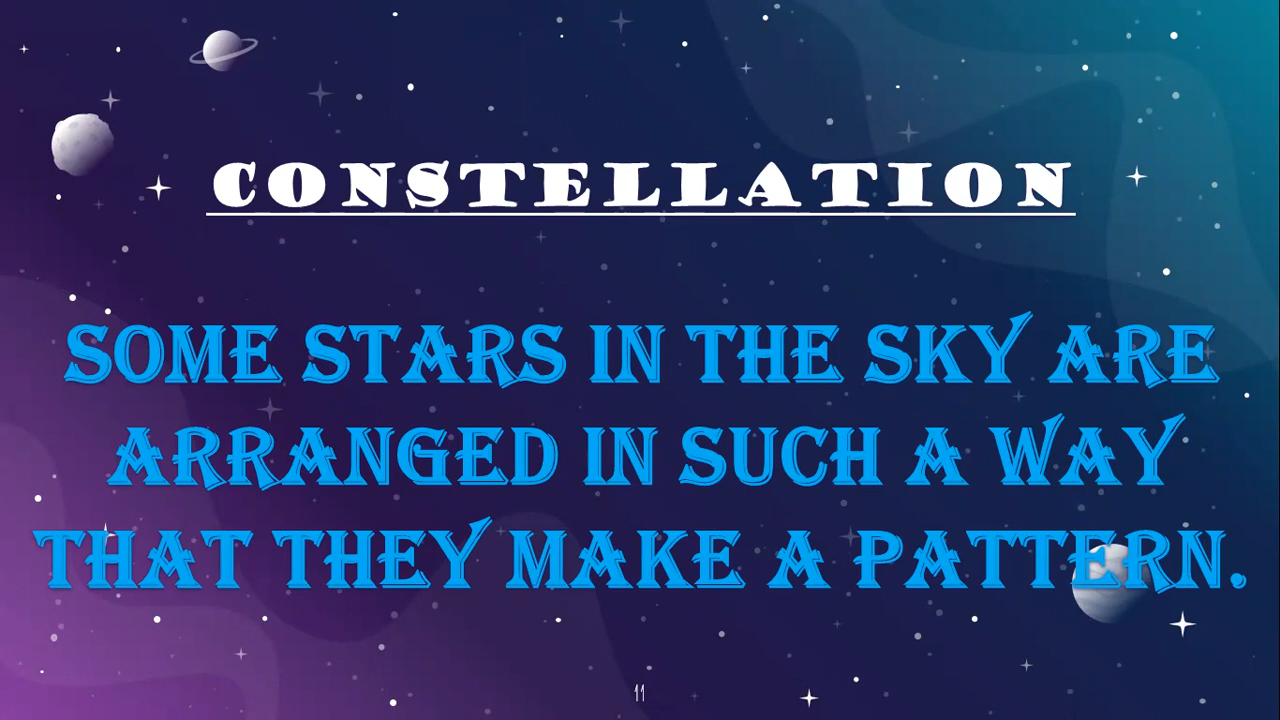 CONSTELLATION
SOME STARS IN THE SKY ARE
ARRANGED IN SUCH A WAY
THAT THEY MAKE A PATTERN.
11